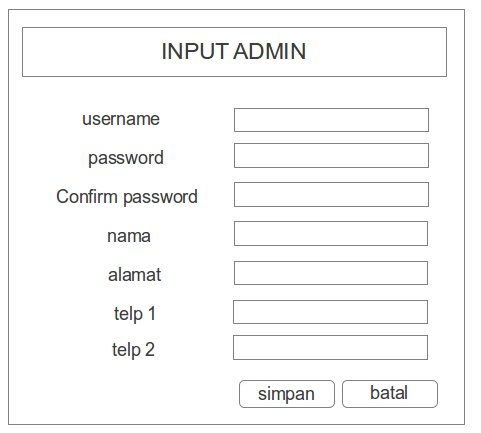 INPUT ADMIN
username
password
Confirm password
nama
alamat
telp 1
telp 2
simpan batal